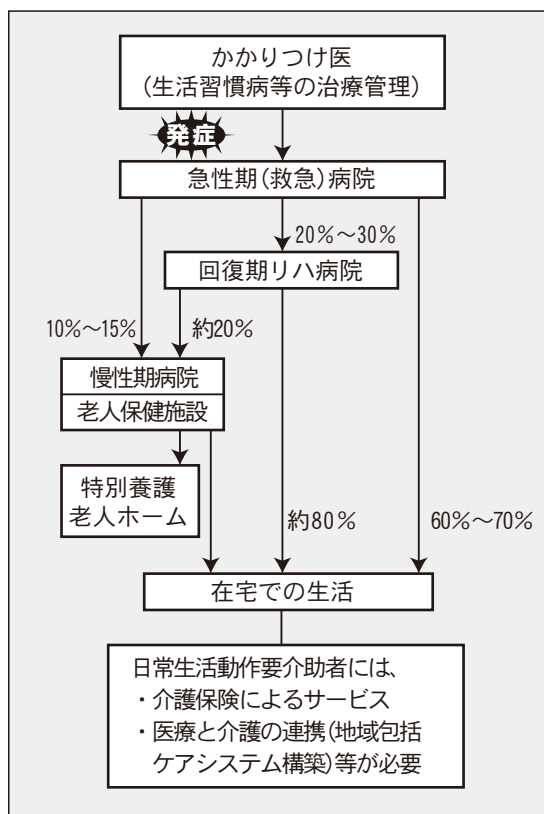 かかりつけ医
(生活習慣病等の治療管理)
発症
急性期(救急)病院
20%~30%
回復期リハ病院
10%~15%
約20%
慢性期病院
老人保健施設
特別養護
老人ホーム
約80%
60%~70%
在宅での生活
日常生活動作要介助者には、
・介護保険によるサービス
・医療と介護の連携(地域包括
ケアシステム構築)等が必要